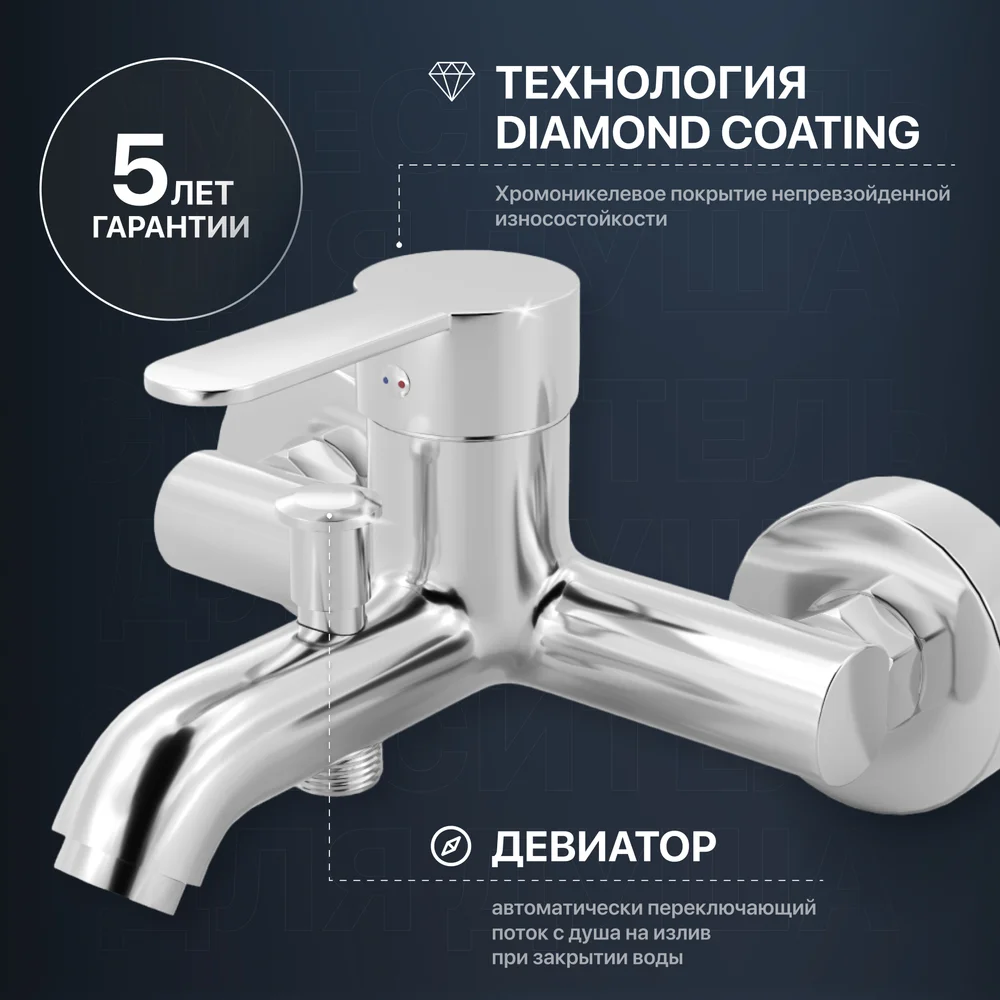 5 ЛЕТ
ГАРАНТИИ
ТЕХНОЛОГИЯ
DIAMOND COATING
Хромоникелевое покрытие непревзойденной
износостойкости
ДЕВИАТОР
автоматически переключающий
поток с душа на излив
при закрытии воды